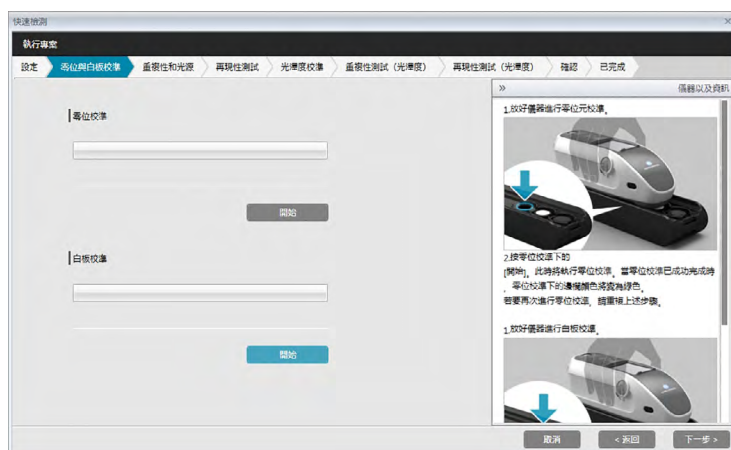 快速檢測
執行專案
設定 零位與白板校準 重複性和光源 再現性測試 光澤度校準 重複性測試（光澤度） 再現性測試（光澤度） 確認 已完成
零位校準
開始
白板校準
開始
» 儀器以及資訊
1.放好儀器進行零位元校準。
2.按零位校準下的
[開始]，此時將執行零位校準。當零位校準已成功完成時
，零位校準下的邊欄顏色將變為綠色。
若要再次進行零位校準，請重複上述步驟。
1.放好儀器進行白板校準。
取消 < 返回 下一步 >